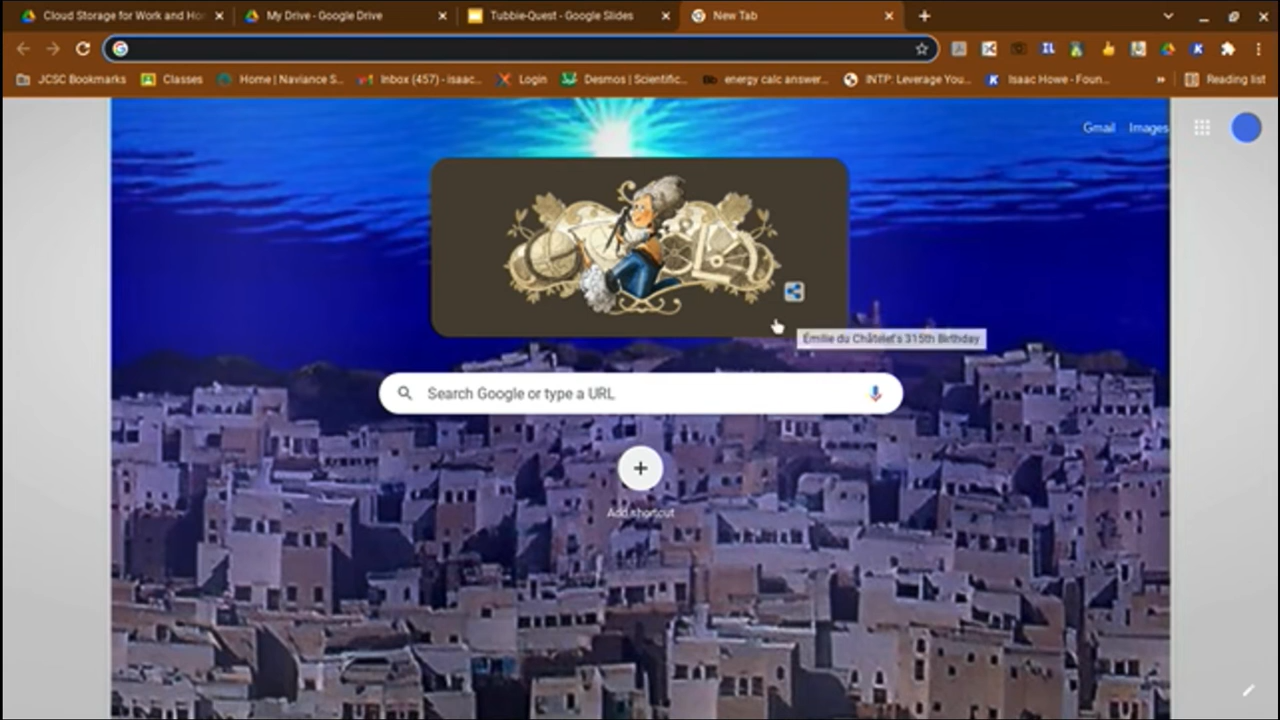 Cloud Storage for Work and Ho
My Drive - Google Drive
Tubbie-Quest - Google Slides
New Tab
JCSC Bookmarks
Classes
Home | Naviance S...
Inbox (457) - isaac...
Login
Desmos | Scientific...
energy calc answer...
INTP: Leverage You...
Isaac Howe - Foun...
»
Reading list
Gmail
Images
Émilie du Châtelet's 315th Birthday
Search Google or type a URL
Add shortcut